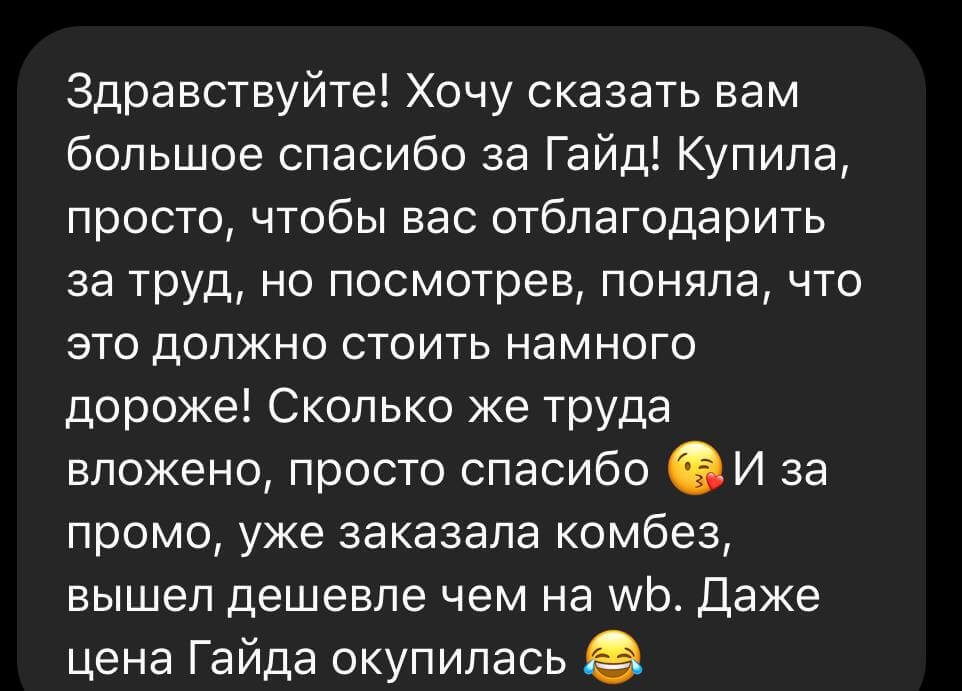 Здравствуйте! Хочу сказать вам
большое спасибо за Гайд! Купила,
просто, чтобы вас отблагодарить
за труд, но посмотрев, поняла, что
это должно стоить намного
дороже! Сколько же труда
вложено, просто спасибо 😘И за
промо, уже заказала комбез,
вышел дешевле чем на wb. Даже
цена Гайда окупилась 😂